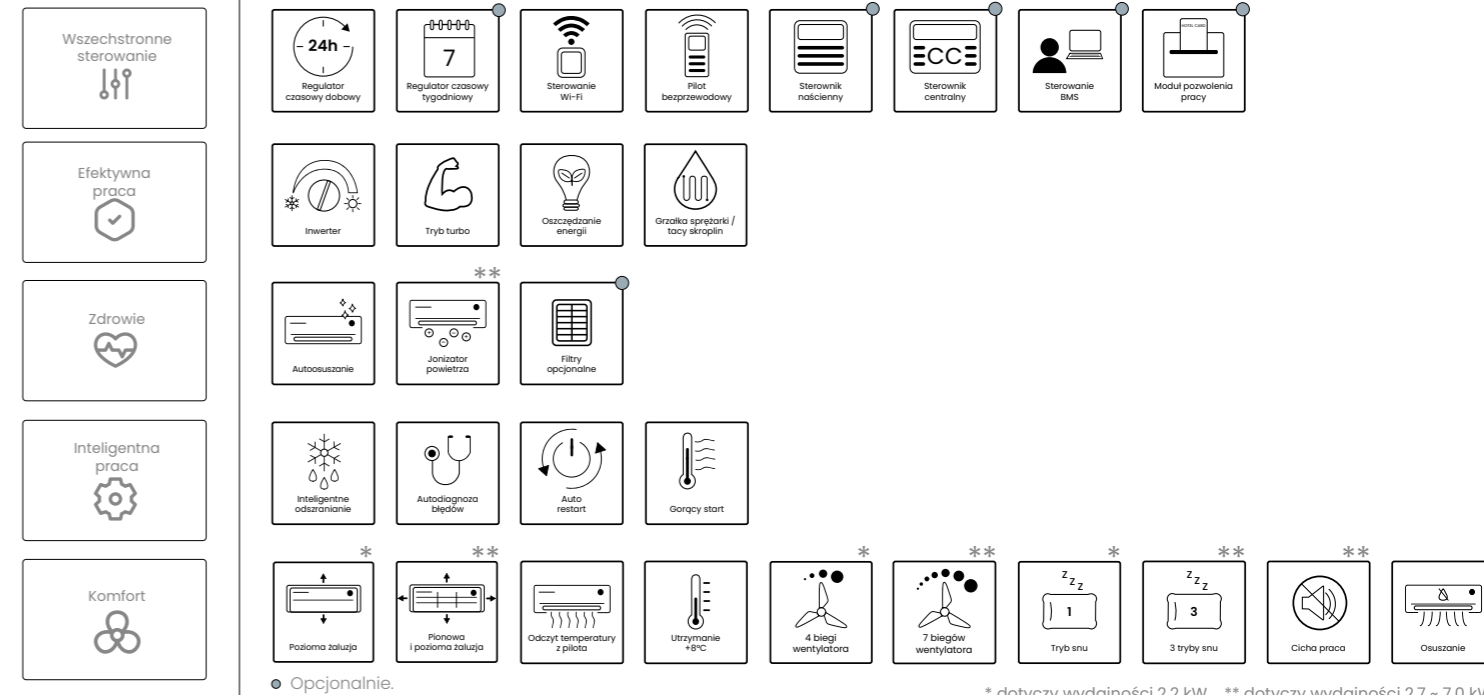 Wszechstronne
sterowanie
24h
Regulator
czasowy dobowy
7
Regulator czasowy
tygodniowy
Sterowanie
Wi-Fi
Pilot
bezprzewodowy
Sterownik
naścienny
CC
Sterownik
centralny
Sterowanie
BMS
HOTEL CARD
Moduł pozwolenia
pracy
Efektywna
praca
Inwerter
Tryb turbo
Oszczędzanie
energii
Grzałka sprężarki /
tacy skroplin
Zdrowie
Autoosuszanie
**
Jonizator
powietrza
Filtry
opcjonalne
Inteligentna
praca
Inteligentne
odszranianie
Autodiagnoza
błędów
Auto
restart
Gorący start
Komfort
*
Pozioma żaluzja
**
Pionowa
i pozioma żaluzja
Odczyt temperatury
z pilota
Utrzymanie
+8°C
*
4 biegi
wentylatora
**
7 biegów
wentylatora
*
z z z
1
Tryb snu
**
z z z
3
3 tryby snu
**
Cicha praca
Osuszanie
Opcjonalnie.
* dotyczy wydajności 2,2 kW ** dotyczy wydajności 2,7 ~ 7,0 kW